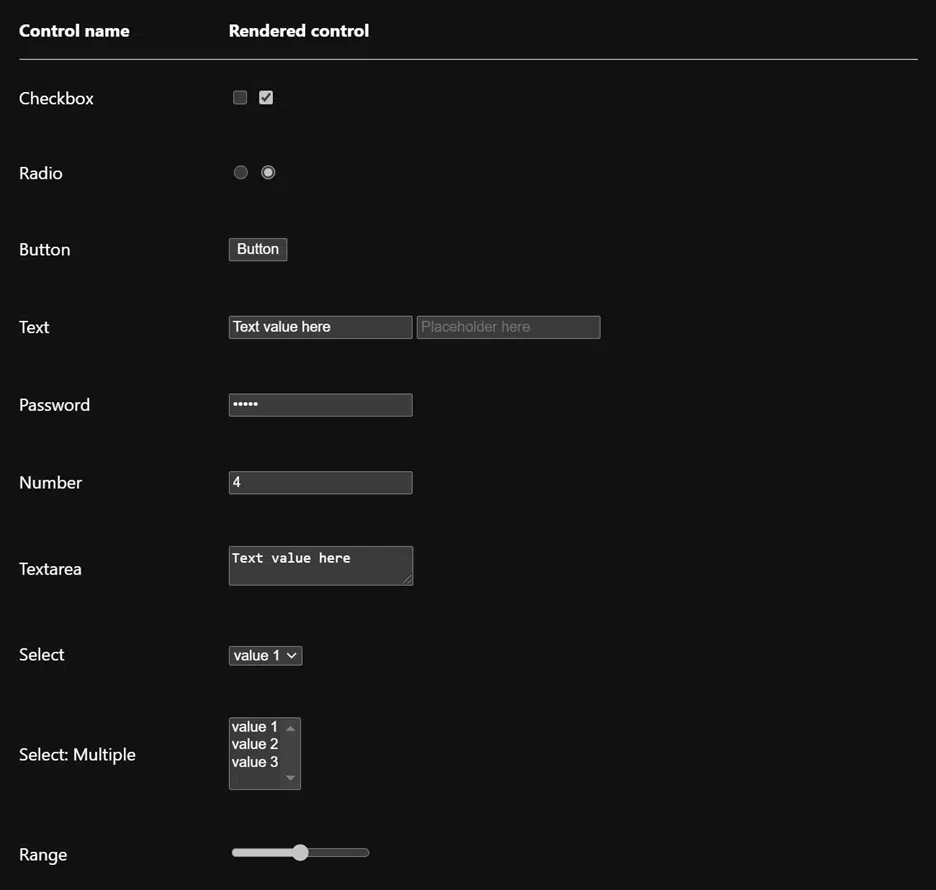 Control name Rendered control
Checkbox
Radio
Button Button
Text Text value here Placeholder here
Password •••••
Number 4
Textarea Text value here
Select value 1
value 1
value 2
Select: Multiple value 3
Range